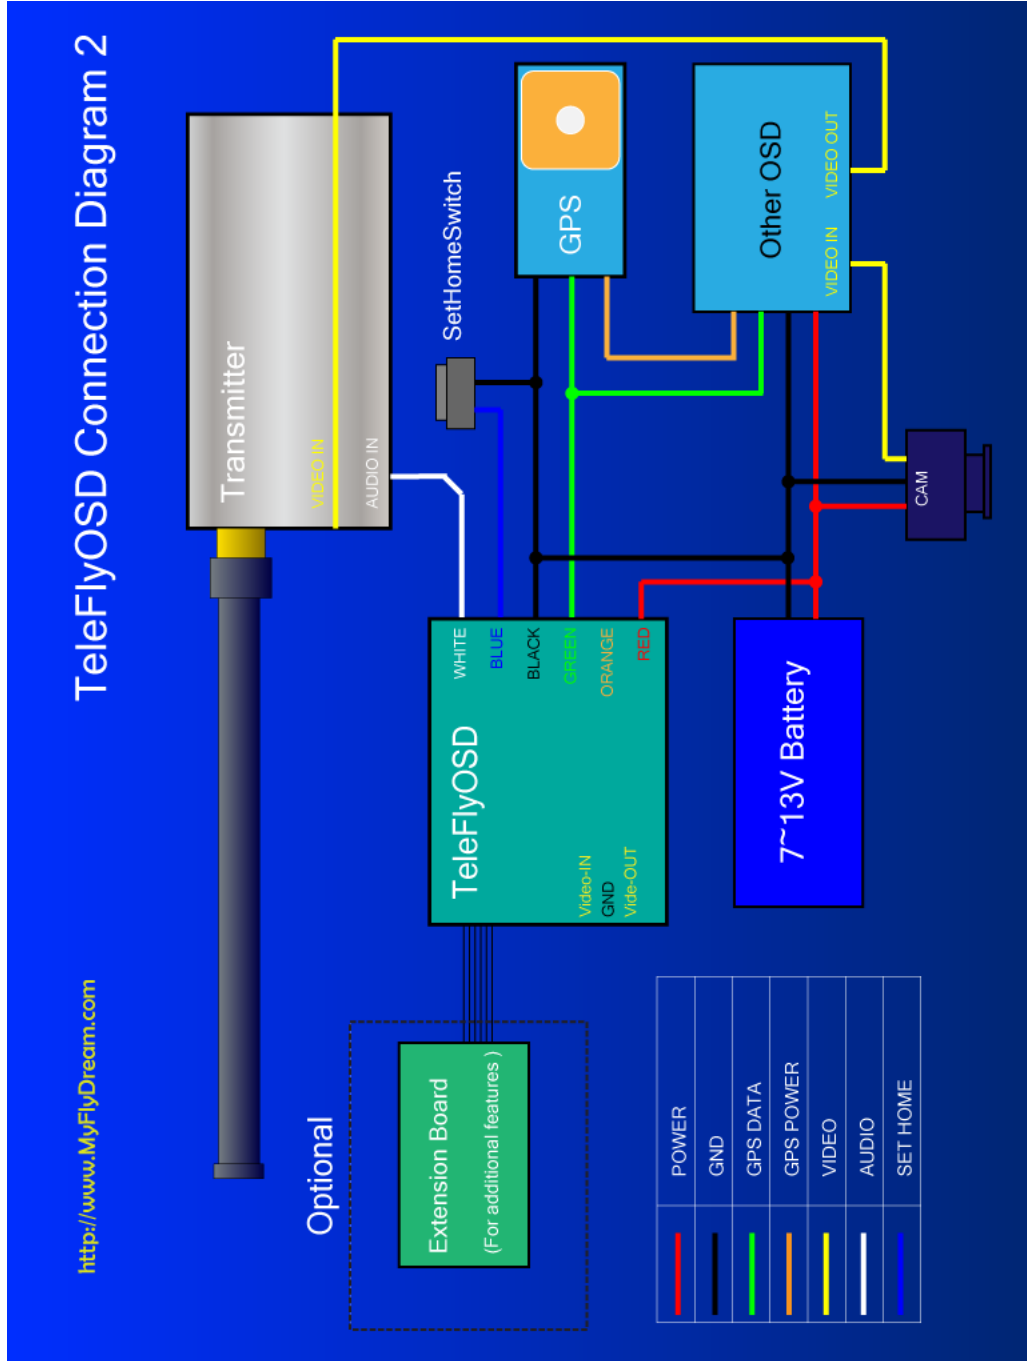 TeleFlyOSD Connection Diagram 2
http://www.MyFlyDream.com
Transmitter
VIDEO IN
AUDIO IN
SetHomeSwitch
GPS
Other OSD
VIDEO IN
VIDEO OUT
CAM
TeleFlyOSD
WHITE
BLUE
BLACK
GREEN
ORANGE
RED
Video-IN
GND
Vide-OUT
7~13V Battery
Optional
Extension Board
(For additional features )
POWER
GND
GPS DATA
GPS POWER
VIDEO
AUDIO
SET HOME